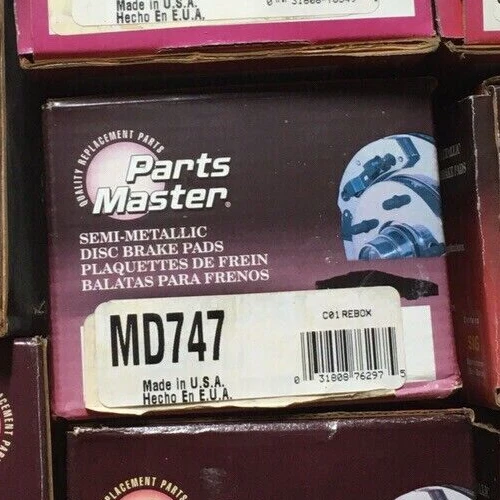 Made in U.S.A.
Hecho En E.U.A.
QUALITY REPLACEMENT PARTS
Parts
Master®
SEMI-METALLIC
DISC BRAKE PADS
PLAQUETTES DE FREIN
BALATAS PARA FRENOS
MD747
C01 REBOX
Made in U.S.A.
Hecho En E.U.A.
0 31808 76297 5
REPLACEMENT PARTS